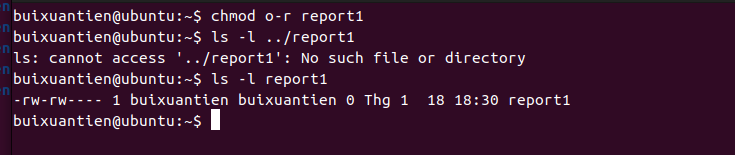 buixuantien@ubuntu:~$ chmod o-r report1
buixuantien@ubuntu:~$ ls -l ../report1
ls: cannot access '../report1': No such file or directory
buixuantien@ubuntu:~$ ls -l report1
-rw-rw---- 1 buixuantien buixuantien 0 Thg 1  18 18:30 report1
buixuantien@ubuntu:~$